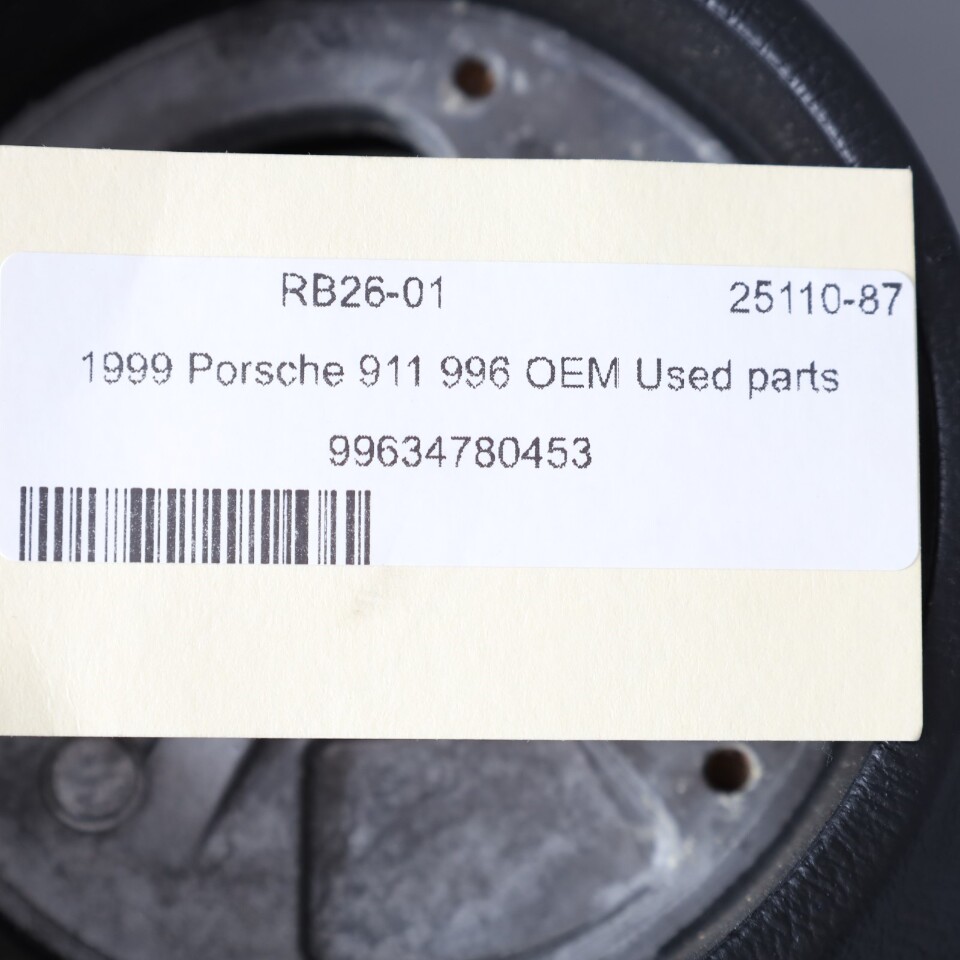 RB26-01 25110-87
1999 Porsche 911 996 OEM Used parts
99634780453